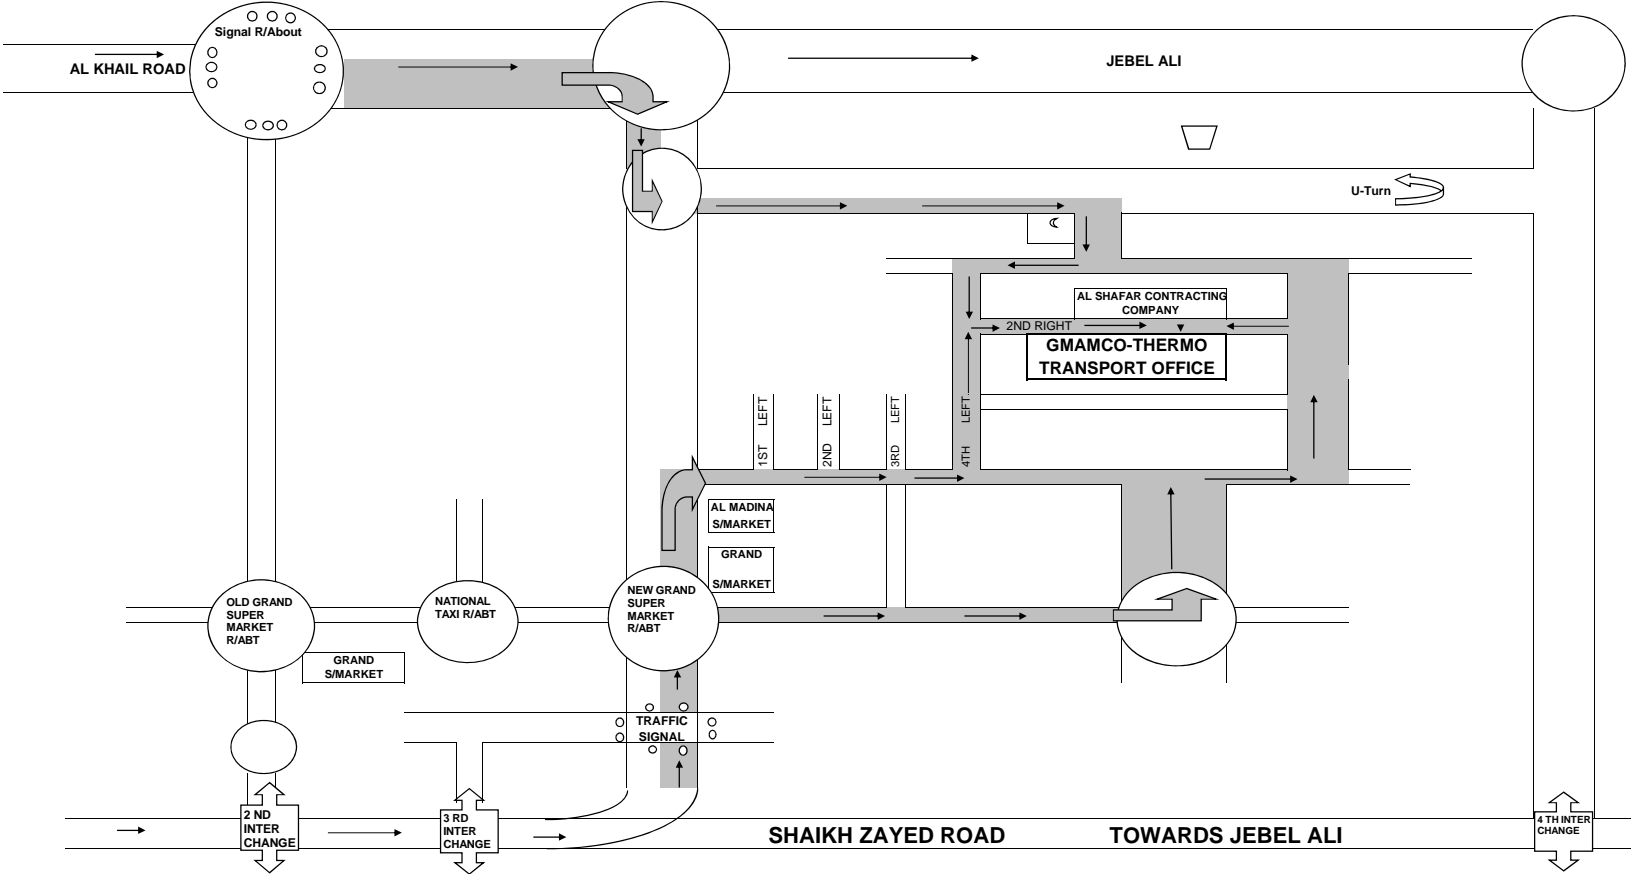 Signal R/About
AL KHAIL ROAD
JEBEL ALI
U-Turn
AL SHAFAR CONTRACTING
COMPANY
2ND RIGHT
GMAMCO-THERMO
TRANSPORT OFFICE
1ST LEFT
2ND LEFT
3RD LEFT
4TH LEFT
AL MADINA
S/MARKET
GRAND
S/MARKET
OLD GRAND
SUPER
MARKET
R/ABT
NATIONAL
TAXI R/ABT
NEW GRAND
SUPER
MARKET
R/ABT
GRAND
S/MARKET
TRAFFIC
SIGNAL
2 ND
INTER
CHANGE
3 RD
INTER
CHANGE
SHAIKH ZAYED ROAD
TOWARDS JEBEL ALI
4 TH INTER
CHANGE